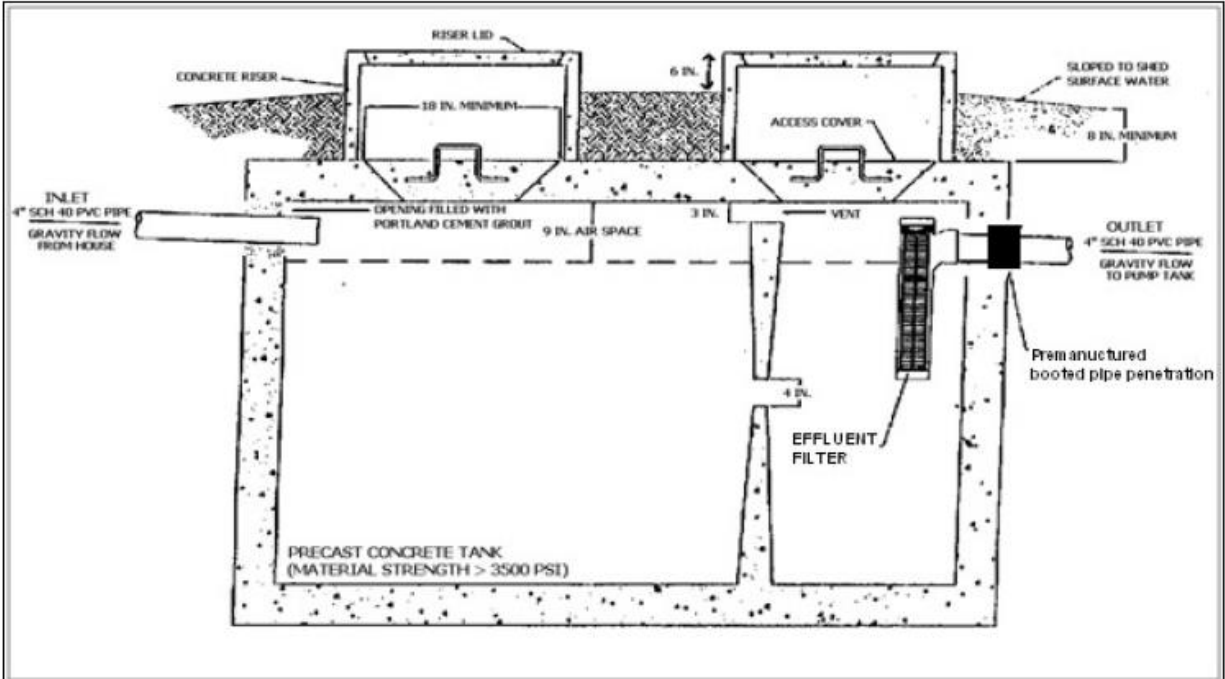 RISER LID
CONCRETE RISER
6 IN.
SLOPED TO SHED
SURFACE WATER
18 IN. MINIMUM
ACCESS COVER
8 IN. MINIMUM
INLET
4" SCH 40 PVC PIPE
GRAVITY FLOW
FROM HOUSE
OPENING FILLED WITH
PORTLAND CEMENT GROUT
9 IN. AIR SPACE
3 IN.
VENT
OUTLET
4" SCH 40 PVC PIPE
GRAVITY FLOW
TO PUMP TANK
Premanuctured
booted pipe penetration
4 IN.
EFFLUENT
FILTER
PRECAST CONCRETE TANK
(MATERIAL STRENGTH > 3500 PSI)